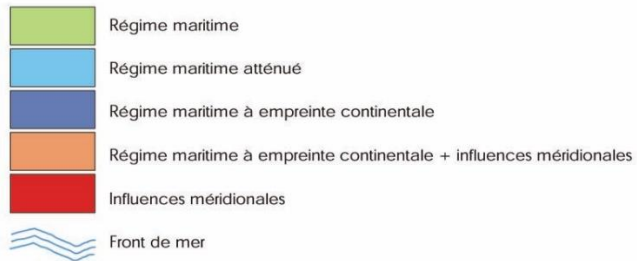 Régime maritime
Régime maritime atténué
Régime maritime à empreinte continentale
Régime maritime à empreinte continentale + influences méridionales
Influences méridionales
Front de mer